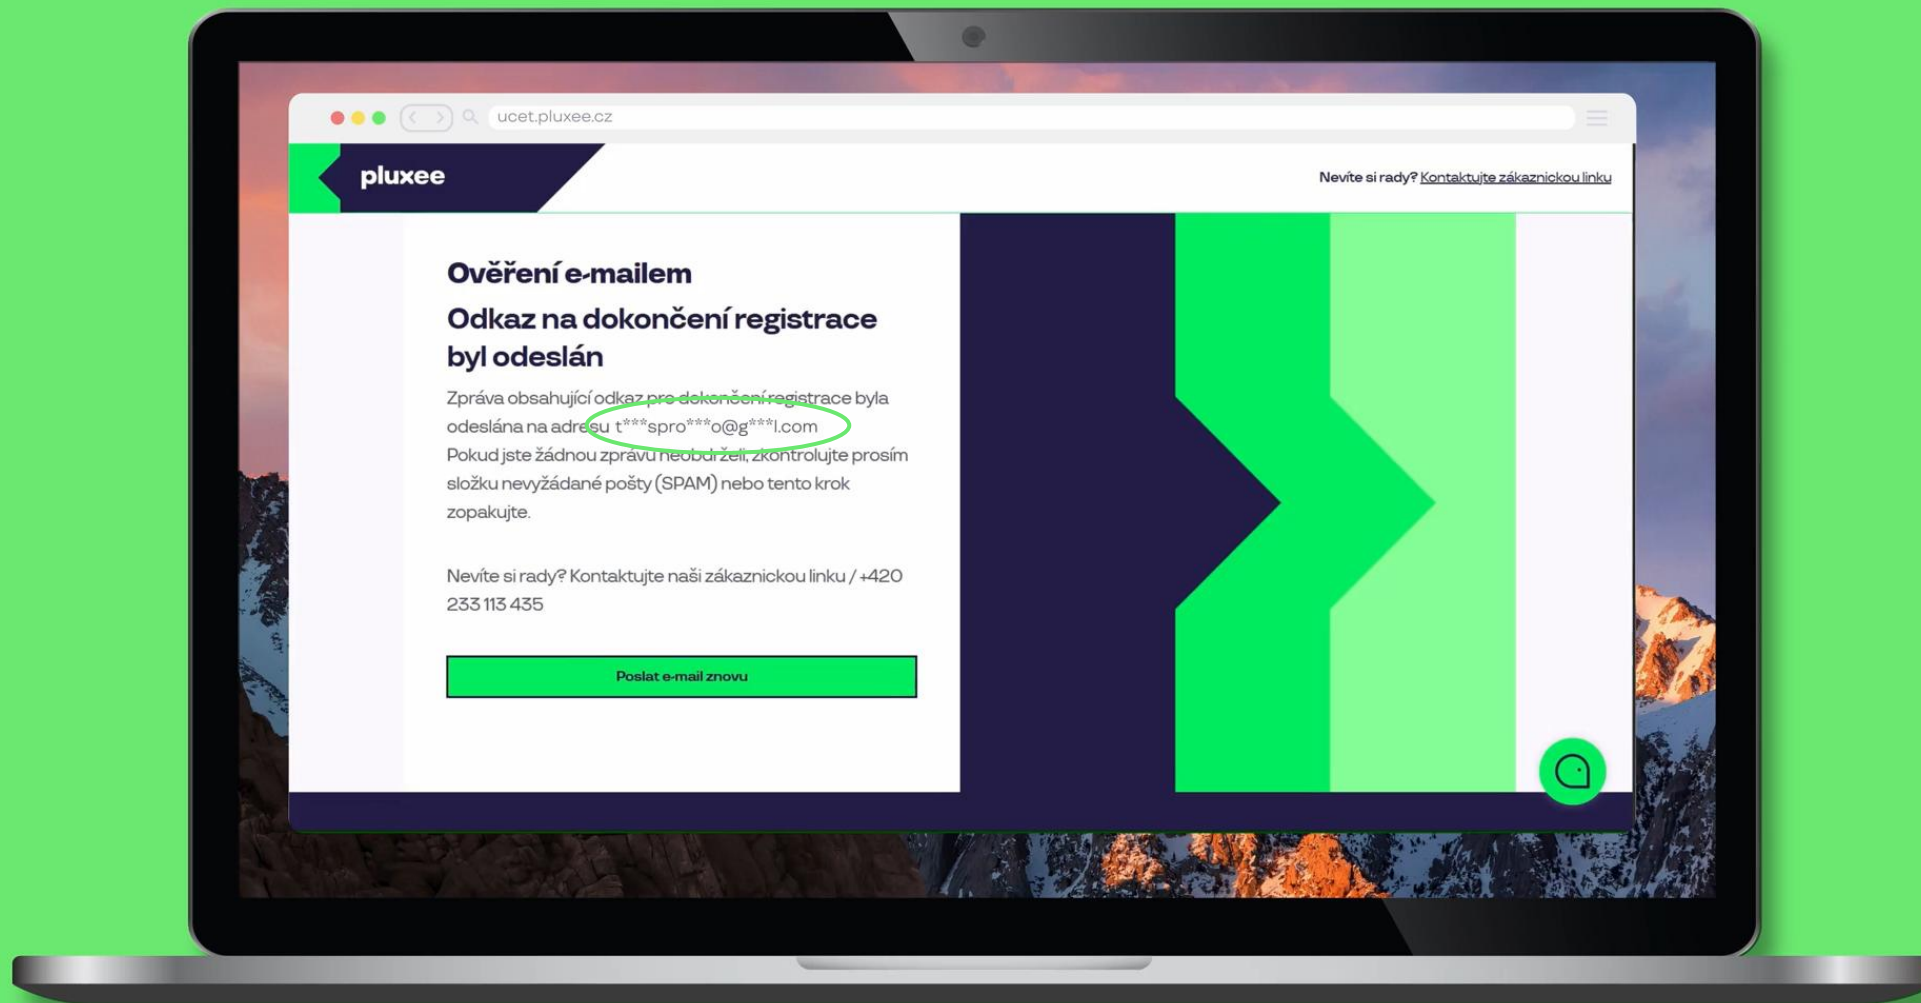 ucet.pluxee.cz
pluxee
Nevíte si rady? Kontaktujte zákaznickou linku
Ověření e-mailem
Odkaz na dokončení registrace
byl odeslán
Zpráva obsahující odkaz pro dokončení registrace byla
odeslána na adresu t***spro***o@g***l.com
Pokud jste žádnou zprávu neobdrželi, zkontrolujte prosím
složku nevyžádané pošty (SPAM) nebo tento krok
zopakujte.
Nevíte si rady? Kontaktujte naši zákaznickou linku / +420
233 113 435
Poslat e-mail znovu